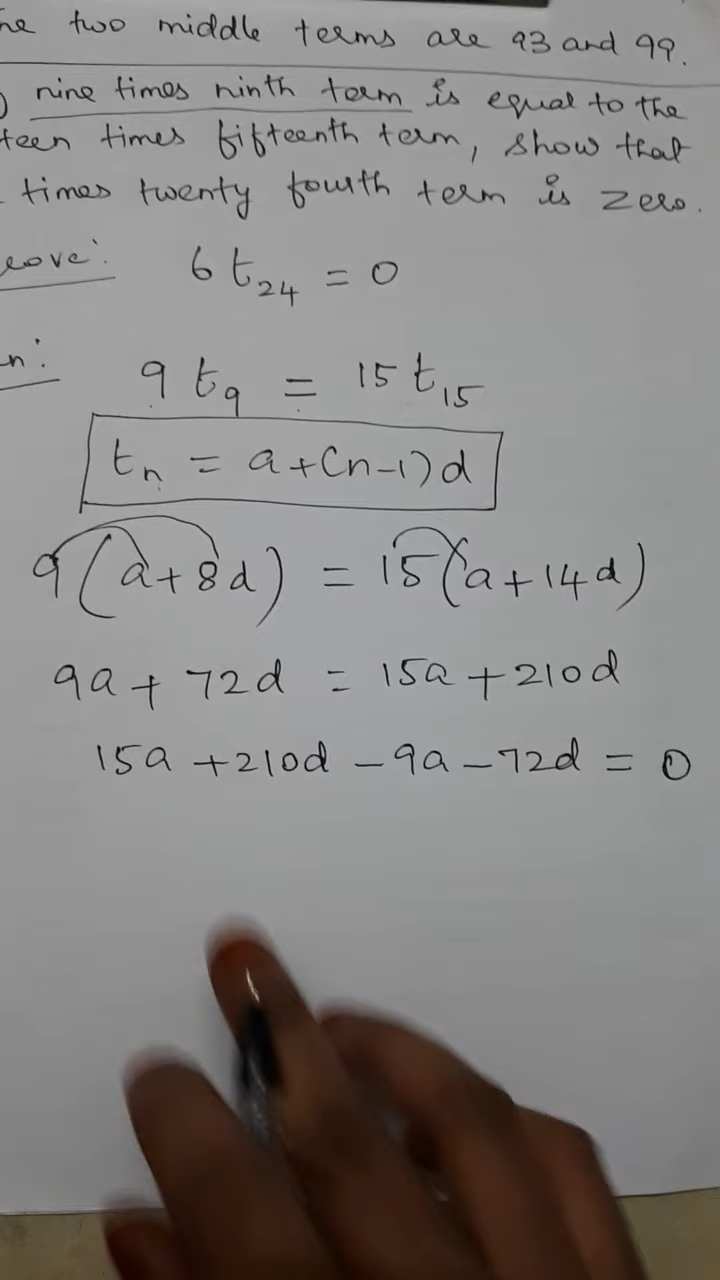 two middle terms are 93 and 99.
nine times ninth term is equal to the
times fifteenth term, show that
times twenty fourth term is zero.
6 t₂₄ = 0
9 t₉ = 15 t₁₅
tₙ = a+(n-1)d
9(a+8d) = 15(a+14d)
9a + 72d = 15a + 210d
15a + 210d - 9a - 72d = 0